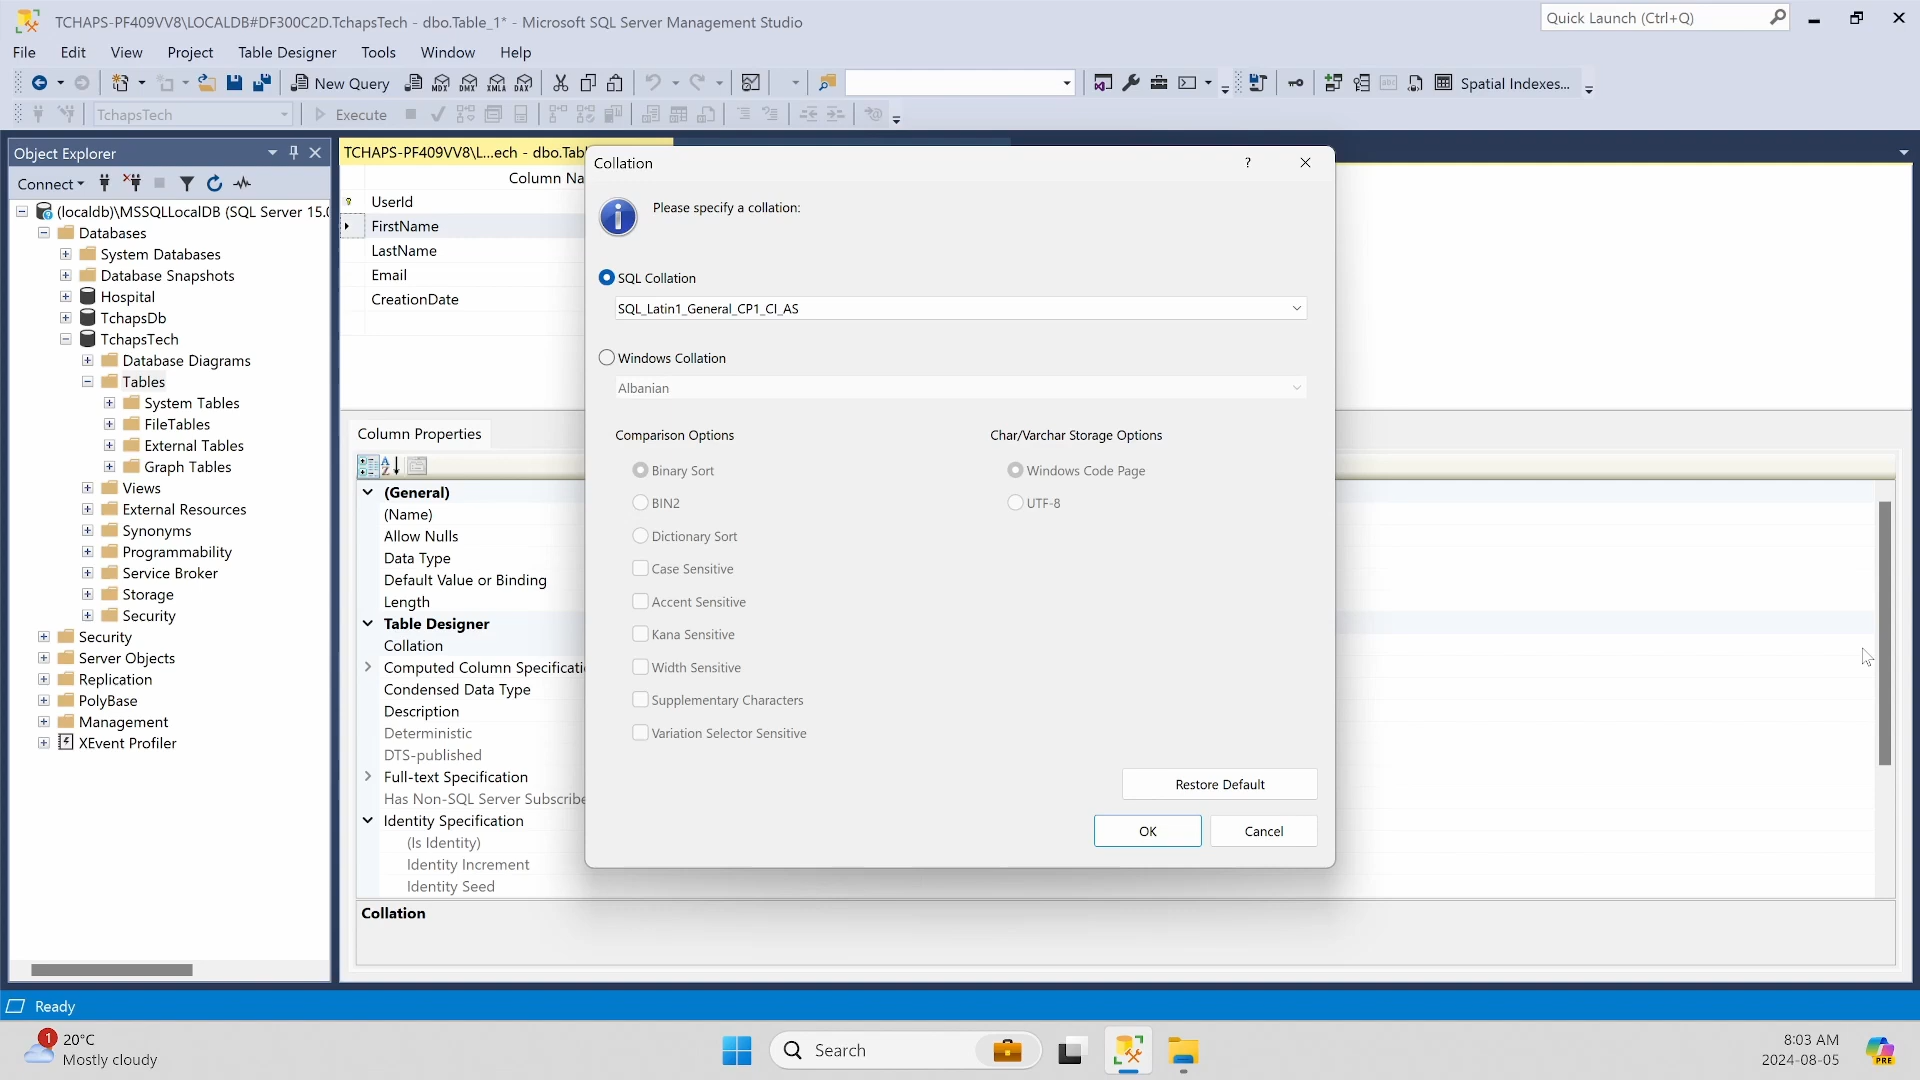 TCHAPS-PF409VV8\LOCALDB#DF300C2D.TchapsTech - dbo.Table_1* - Microsoft SQL Server Management Studio
Quick Launch (Ctrl+Q)
File Edit View Project Table Designer Tools Window Help
New Query MDX DMX XMLA DAX Spatial Indexes...
TchapsTech Execute
Object Explorer
Connect
(localdb)\MSSQLLocalDB (SQL Server 15.0
Databases
System Databases
Database Snapshots
Hospital
TchapsDb
TchapsTech
Database Diagrams
Tables
System Tables
FileTables
External Tables
Graph Tables
Views
External Resources
Synonyms
Programmability
Service Broker
Storage
Security
Security
Server Objects
Replication
PolyBase
Management
XEvent Profiler
TCHAPS-PF409VV8\L...ech - dbo.Tabl
Column Na
UserId
FirstName
LastName
Email
CreationDate
Column Properties
(General)
(Name)
Allow Nulls
Data Type
Default Value or Binding
Length
Table Designer
Collation
Computed Column Specificati
Condensed Data Type
Description
Deterministic
DTS-published
Full-text Specification
Has Non-SQL Server Subscribe
Identity Specification
(Is Identity)
Identity Increment
Identity Seed
Collation
Collation
?
Please specify a collation:
SQL Collation
SQL_Latin1_General_CP1_CI_AS
Windows Collation
Albanian
Comparison Options
Char/Varchar Storage Options
Binary Sort
Windows Code Page
BIN2
UTF-8
Dictionary Sort
Case Sensitive
Accent Sensitive
Kana Sensitive
Width Sensitive
Supplementary Characters
Variation Selector Sensitive
Restore Default
OK
Cancel
Ready
1
20°C
Mostly cloudy
Search
8:03 AM
2024-08-05
PRE